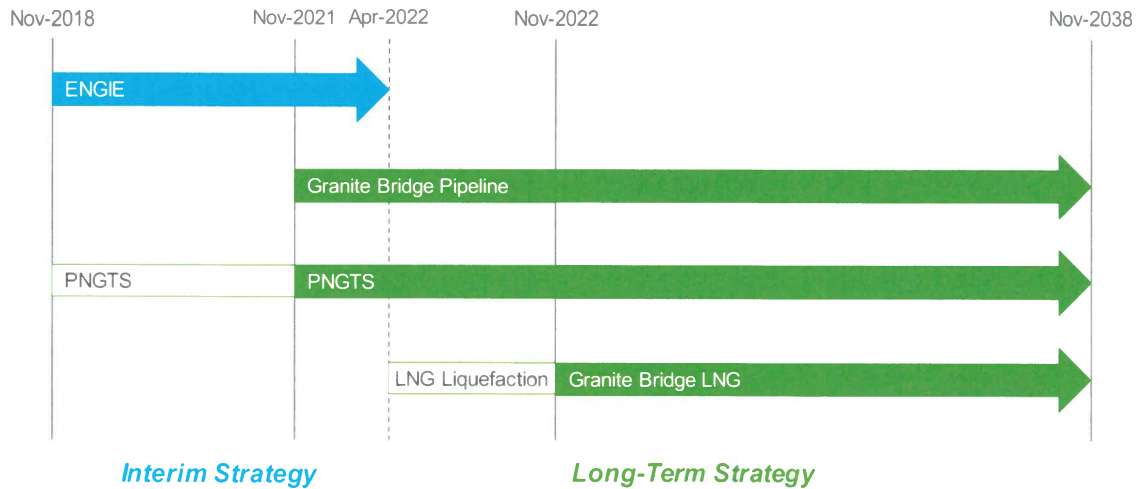 Nov-2018 Nov-2021 Apr-2022 Nov-2022 Nov-2038
ENGIE
Granite Bridge Pipeline
PNGTS PNGTS
LNG Liquefaction Granite Bridge LNG
Interim Strategy Long-Term Strategy